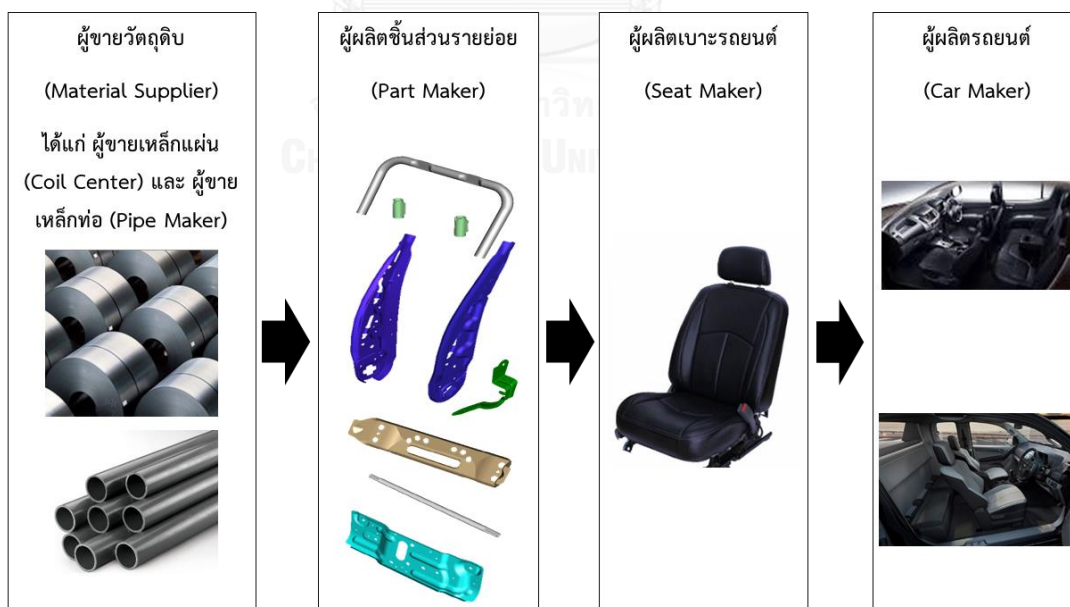 ผู้ขายวัตถุดิบ
(Material Supplier)
ได้แก่ ผู้ขายเหล็กแผ่น
(Coil Center) และ ผู้ขาย
เหล็กท่อ (Pipe Maker)
ผู้ผลิตชิ้นส่วนรายย่อย
(Part Maker)
ผู้ผลิตเบาะรถยนต์
(Seat Maker)
ผู้ผลิตรถยนต์
(Car Maker)